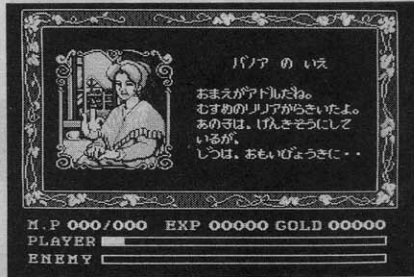 バノア の いえ
おまえがアドルだね。
むすめのリリアからきいたよ。
あのこは、げんきそうにして
いるが、
じつは、おもいびょうきに・・
M.P 000/000 EXP 00000 GOLD 00000
PLAYER
ENEMY